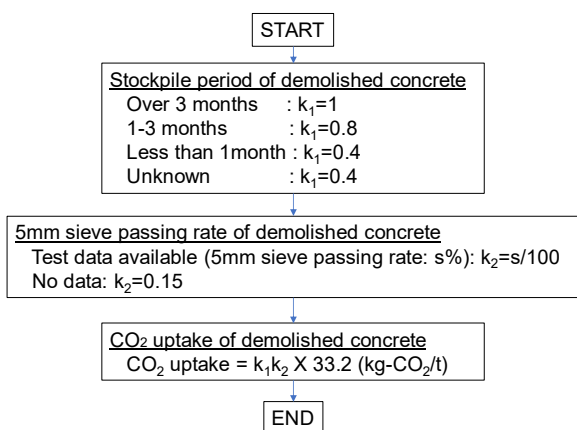 START
Stockpile period of demolished concrete
Over 3 months : k₁=1
1-3 months : k₁=0.8
Less than 1month : k₁=0.4
Unknown : k₁=0.4
5mm sieve passing rate of demolished concrete
Test data available (5mm sieve passing rate: s%): k₂=s/100
No data: k₂=0.15
CO₂ uptake of demolished concrete
CO₂ uptake = k₁k₂ X 33.2 (kg-CO₂/t)
END